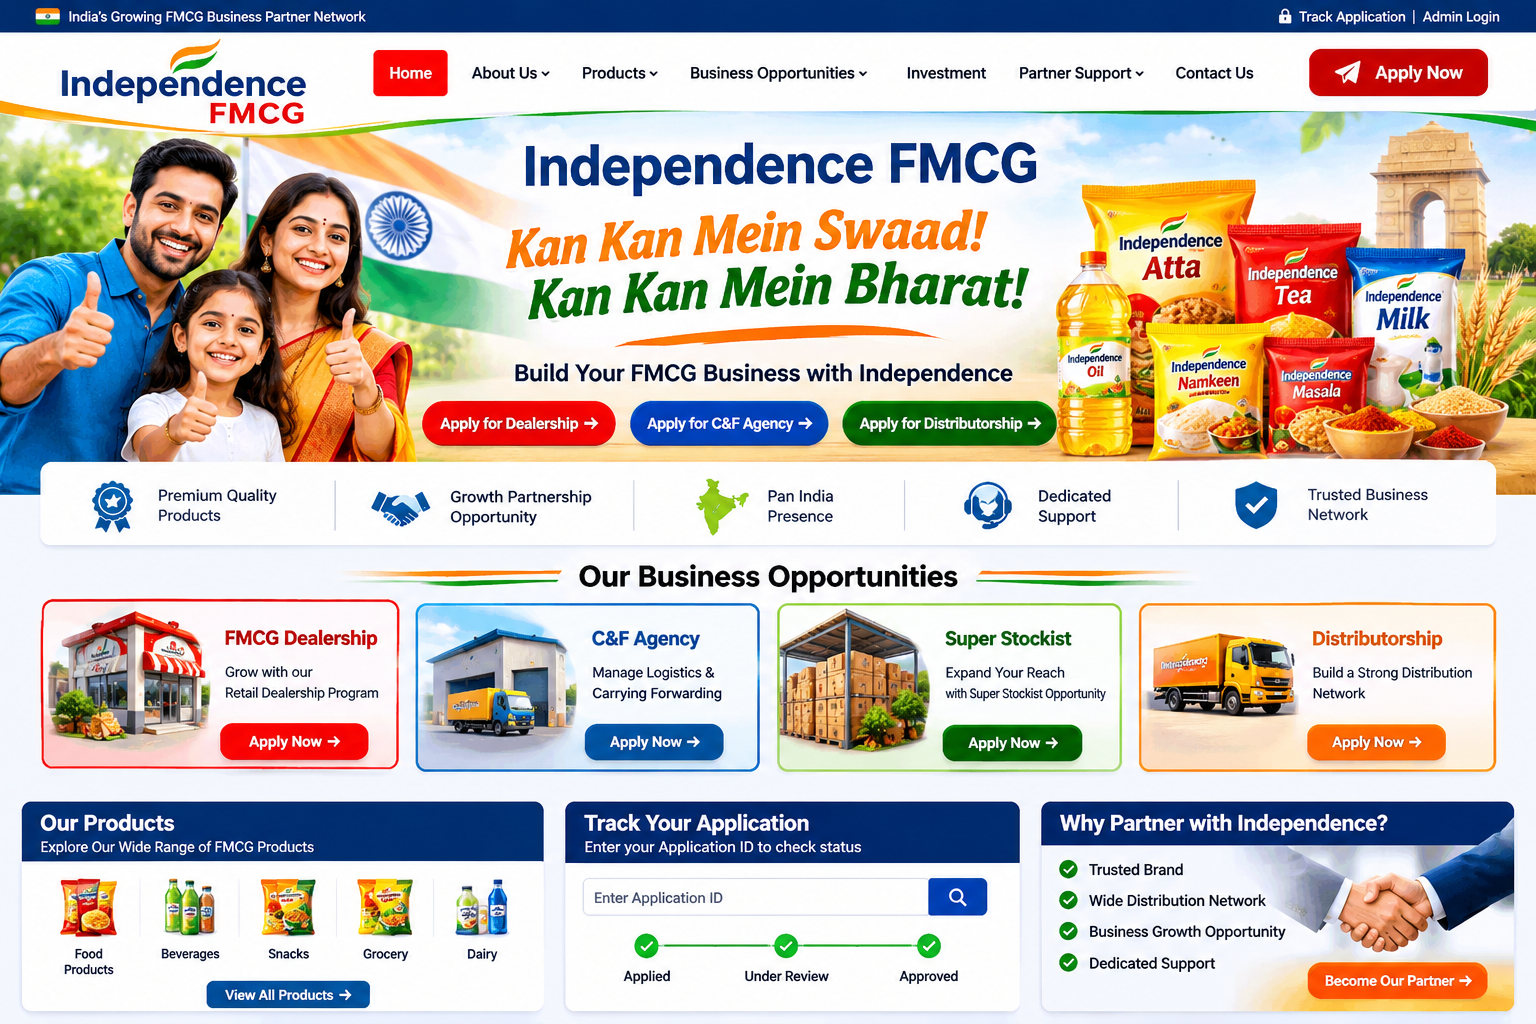 India's Growing FMCG Business Partner Network
Track Application | Admin Login
Independence
FMCG
Home
About Us
Products
Business Opportunities
Investment
Partner Support
Contact Us
Apply Now
Independence FMCG
Kan Kan Mein Swaad!
Kan Kan Mein Bharat!
Build Your FMCG Business with Independence
Apply for Dealership →
Apply for C&F Agency →
Apply for Distributorship →
Independence
Atta
Independence
Tea
Independence
Milk
Independence
Oil
Independence
Namkeen
Independence
Masala
Premium Quality
Products
Growth Partnership
Opportunity
Pan India
Presence
Dedicated
Support
Trusted Business
Network
Our Business Opportunities
FMCG Dealership
Grow with our
Retail Dealership Program
Apply Now →
C&F Agency
Manage Logistics &
Carrying Forwarding
Apply Now →
Super Stockist
Expand Your Reach
with Super Stockist Opportunity
Apply Now →
Distributorship
Build a Strong Distribution
Network
Apply Now →
Our Products
Explore Our Wide Range of FMCG Products
Food
Products
Beverages
Snacks
Grocery
Dairy
View All Products →
Track Your Application
Enter your Application ID to check status
Enter Application ID
Applied
Under Review
Approved
Why Partner with Independence?
Trusted Brand
Wide Distribution Network
Business Growth Opportunity
Dedicated Support
Become Our Partner →